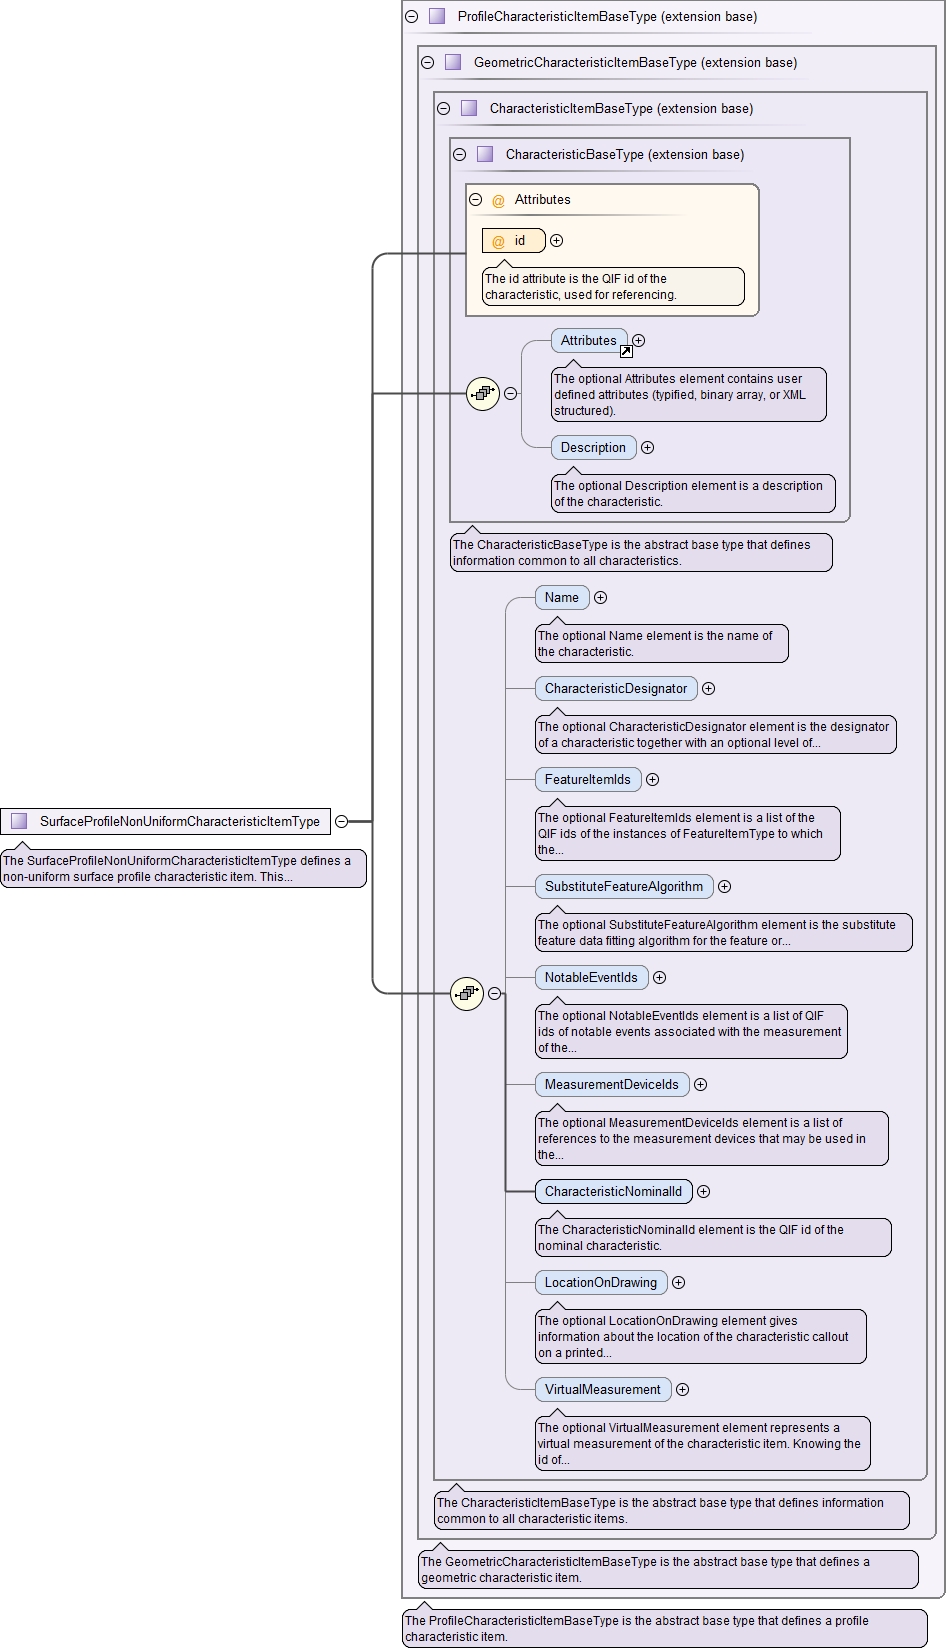 ProfileCharacteristicItemBaseType (extension base)
GeometricCharacteristicItemBaseType (extension base)
CharacteristicItemBaseType (extension base)
CharacteristicBaseType (extension base)
@ Attributes
@ id
The id attribute is the QIF id of the
characteristic, used for referencing.
Attributes
The optional Attributes element contains user
defined attributes (typified, binary array, or XML
structured).
Description
The optional Description element is a description
of the characteristic.
The CharacteristicBaseType is the abstract base type that defines
information common to all characteristics.
Name
The optional Name element is the name of
the characteristic.
CharacteristicDesignator
The optional CharacteristicDesignator element is the designator
of a characteristic together with an optional level of...
FeatureItemIds
The optional FeatureItemIds element is a list of the
QIF ids of the instances of FeatureItemType to which
the...
SurfaceProfileNonUniformCharacteristicItemType
The SurfaceProfileNonUniformCharacteristicItemType defines a
non-uniform surface profile characteristic item. This...
SubstituteFeatureAlgorithm
The optional SubstituteFeatureAlgorithm element is the substitute
feature data fitting algorithm for the feature or...
NotableEventIds
The optional NotableEventIds element is a list of QIF
ids of notable events associated with the measurement
of the...
MeasurementDeviceIds
The optional MeasurementDeviceIds element is a list of
references to the measurement devices that may be used in
the...
CharacteristicNominalId
The CharacteristicNominalId element is the QIF id of the
nominal characteristic.
LocationOnDrawing
The optional LocationOnDrawing element gives
information about the location of the characteristic callout
on a printed...
VirtualMeasurement
The optional VirtualMeasurement element represents a
virtual measurement of the characteristic item. Knowing the
id of...
The CharacteristicItemBaseType is the abstract base type that defines information
common to all characteristic items.
The GeometricCharacteristicItemBaseType is the abstract base type that defines a
geometric characteristic item.
The ProfileCharacteristicItemBaseType is the abstract base type that defines a profile
characteristic item.